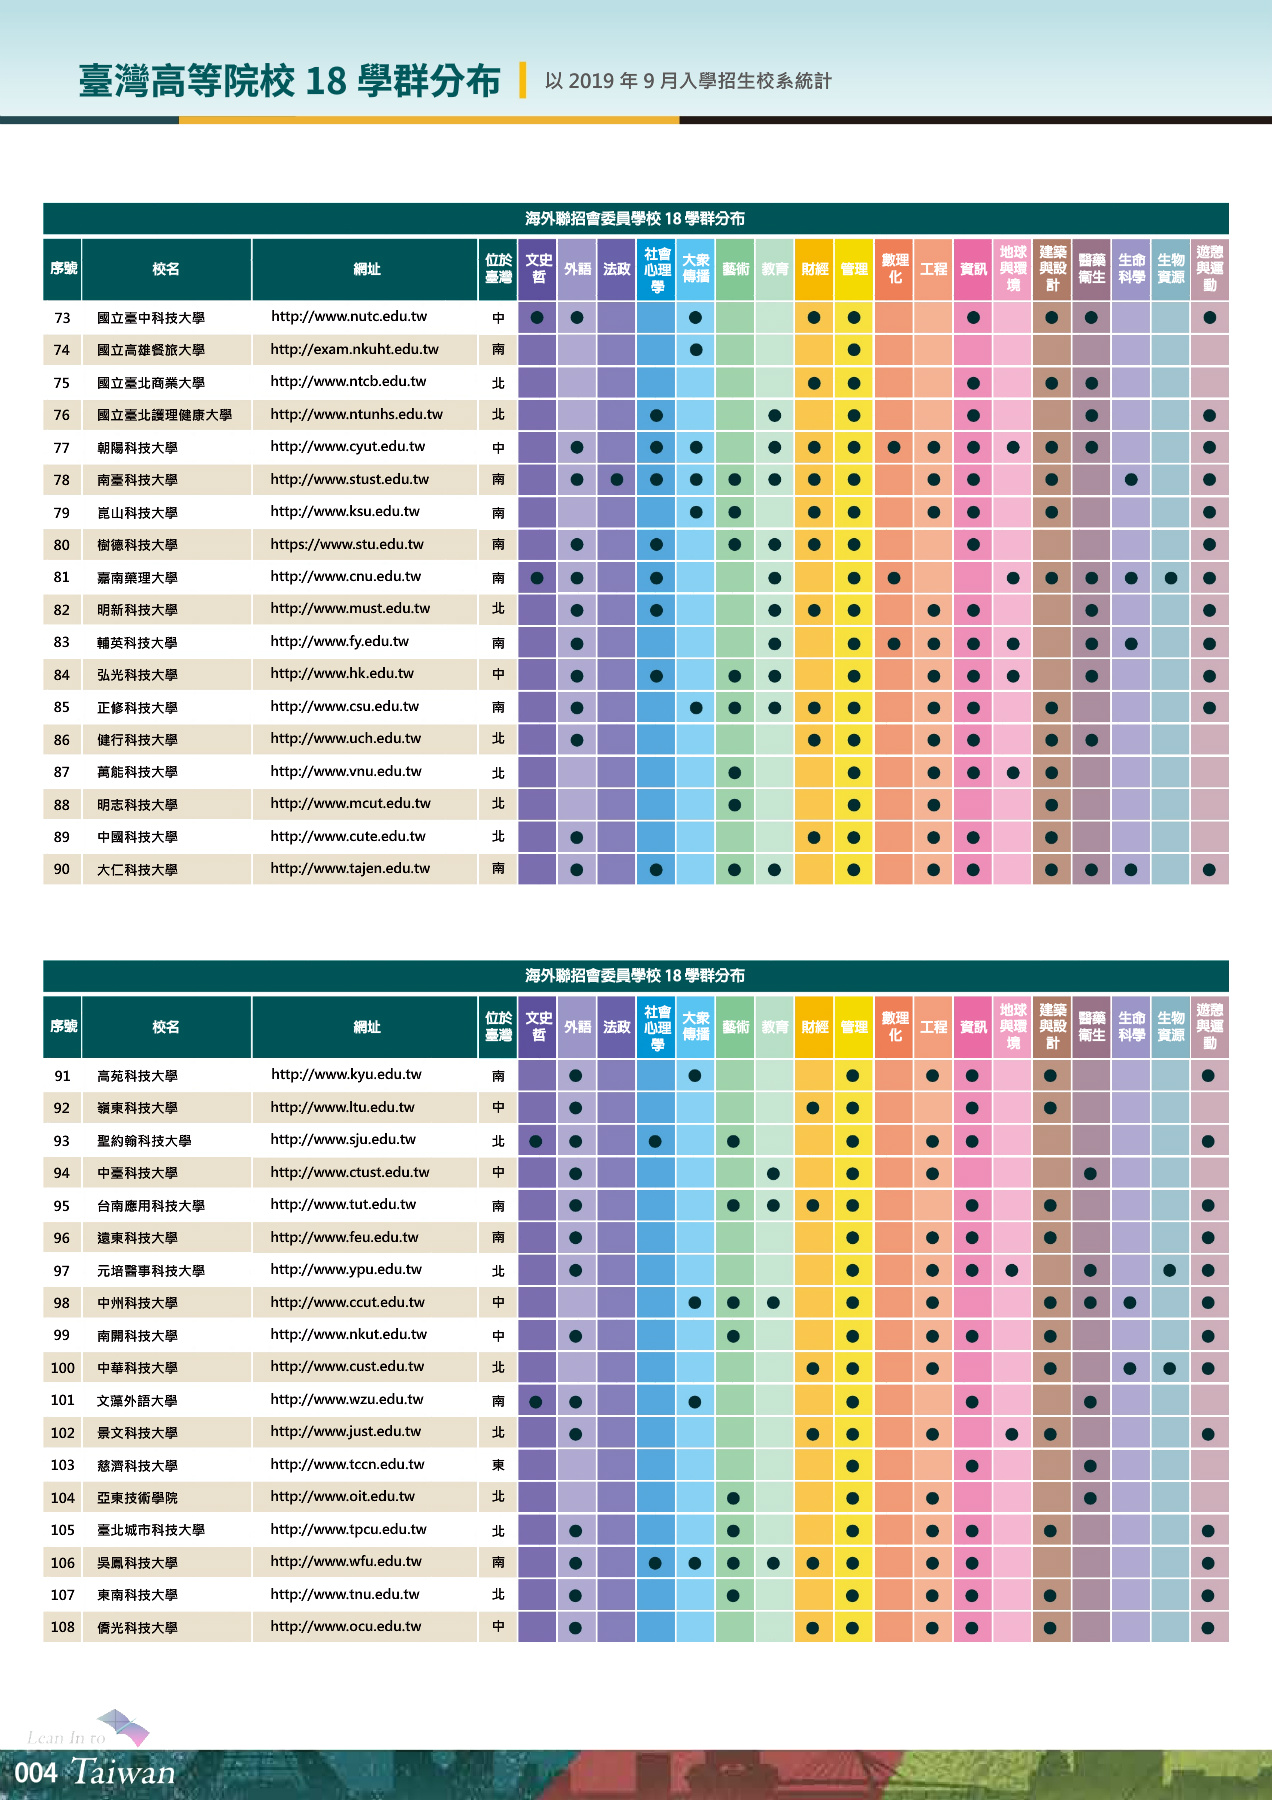 臺灣高等院校 18 學群分布 以 2019 年 9 月入學招生校系統計
海外聯招會委員學校 18 學群分布
序號 校名 網址 位於臺灣 文史哲 外語 法政 社會心理學 大眾傳播 藝術 教育 財經 管理 數理化 工程 資訊 地球與環境 建築與設計 醫藥衛生 生命科學 生物資源 遊憩與運動
73 國立臺中科技大學 http://www.nutc.edu.tw 中 ● ● ● ● ● ● ● ● ●
74 國立高雄餐旅大學 http://exam.nkuht.edu.tw 南 ● ●
75 國立臺北商業大學 http://www.ntcb.edu.tw 北 ● ● ● ● ●
76 國立臺北護理健康大學 http://www.ntunhs.edu.tw 北 ● ● ● ● ● ●
77 朝陽科技大學 http://www.cyut.edu.tw 中 ● ● ● ● ● ● ● ● ● ● ● ● ●
78 南臺科技大學 http://www.stust.edu.tw 南 ● ● ● ● ● ● ● ● ● ● ● ● ●
79 崑山科技大學 http://www.ksu.edu.tw 南 ● ● ● ● ● ● ● ●
80 樹德科技大學 https://www.stu.edu.tw 南 ● ● ● ● ● ● ● ●
81 嘉南藥理大學 http://www.cnu.edu.tw 南 ● ● ● ● ● ● ● ● ● ● ● ●
82 明新科技大學 http://www.must.edu.tw 北 ● ● ● ● ● ● ● ● ●
83 輔英科技大學 http://www.fy.edu.tw 南 ● ● ● ● ● ● ● ● ● ●
84 弘光科技大學 http://www.hk.edu.tw 中 ● ● ● ● ● ● ● ● ● ●
85 正修科技大學 http://www.csu.edu.tw 南 ● ● ● ● ● ● ● ● ● ●
86 健行科技大學 http://www.uch.edu.tw 北 ● ● ● ● ● ● ●
87 萬能科技大學 http://www.vnu.edu.tw 北 ● ● ● ● ● ●
88 明志科技大學 http://www.mcut.edu.tw 北 ● ● ● ●
89 中國科技大學 http://www.cute.edu.tw 北 ● ● ● ● ● ●
90 大仁科技大學 http://www.tajen.edu.tw 南 ● ● ● ● ● ● ● ● ● ● ●
海外聯招會委員學校 18 學群分布
序號 校名 網址 位於臺灣 文史哲 外語 法政 社會心理學 大眾傳播 藝術 教育 財經 管理 數理化 工程 資訊 地球與環境 建築與設計 醫藥衛生 生命科學 生物資源 遊憩與運動
91 高苑科技大學 http://www.kyu.edu.tw 南 ● ● ● ● ● ● ●
92 嶺東科技大學 http://www.ltu.edu.tw 中 ● ● ● ● ●
93 聖約翰科技大學 http://www.sju.edu.tw 北 ● ● ● ● ● ● ● ●
94 中臺科技大學 http://www.ctust.edu.tw 中 ● ● ● ● ●
95 台南應用科技大學 http://www.tut.edu.tw 南 ● ● ● ● ● ● ● ●
96 遠東科技大學 http://www.feu.edu.tw 南 ● ● ● ● ● ●
97 元培醫事科技大學 http://www.ypu.edu.tw 北 ● ● ● ● ● ● ● ●
98 中州科技大學 http://www.ccut.edu.tw 中 ● ● ● ● ● ● ● ● ●
99 南開科技大學 http://www.nkut.edu.tw 中 ● ● ● ● ● ● ●
100 中華科技大學 http://www.cust.edu.tw 北 ● ● ● ● ● ● ●
101 文藻外語大學 http://www.wzu.edu.tw 南 ● ● ● ● ● ●
102 景文科技大學 http://www.just.edu.tw 北 ● ● ● ● ● ● ●
103 慈濟科技大學 http://www.tccn.edu.tw 東 ● ● ●
104 亞東技術學院 http://www.oit.edu.tw 北 ● ● ● ●
105 臺北城市科技大學 http://www.tpcu.edu.tw 北 ● ● ● ● ● ● ●
106 吳鳳科技大學 http://www.wfu.edu.tw 南 ● ● ● ● ● ● ● ● ● ●
107 東南科技大學 http://www.tnu.edu.tw 北 ● ● ● ● ● ● ●
108 僑光科技大學 http://www.ocu.edu.tw 中 ● ● ● ● ● ● ●
Lean In to
004 Taiwan